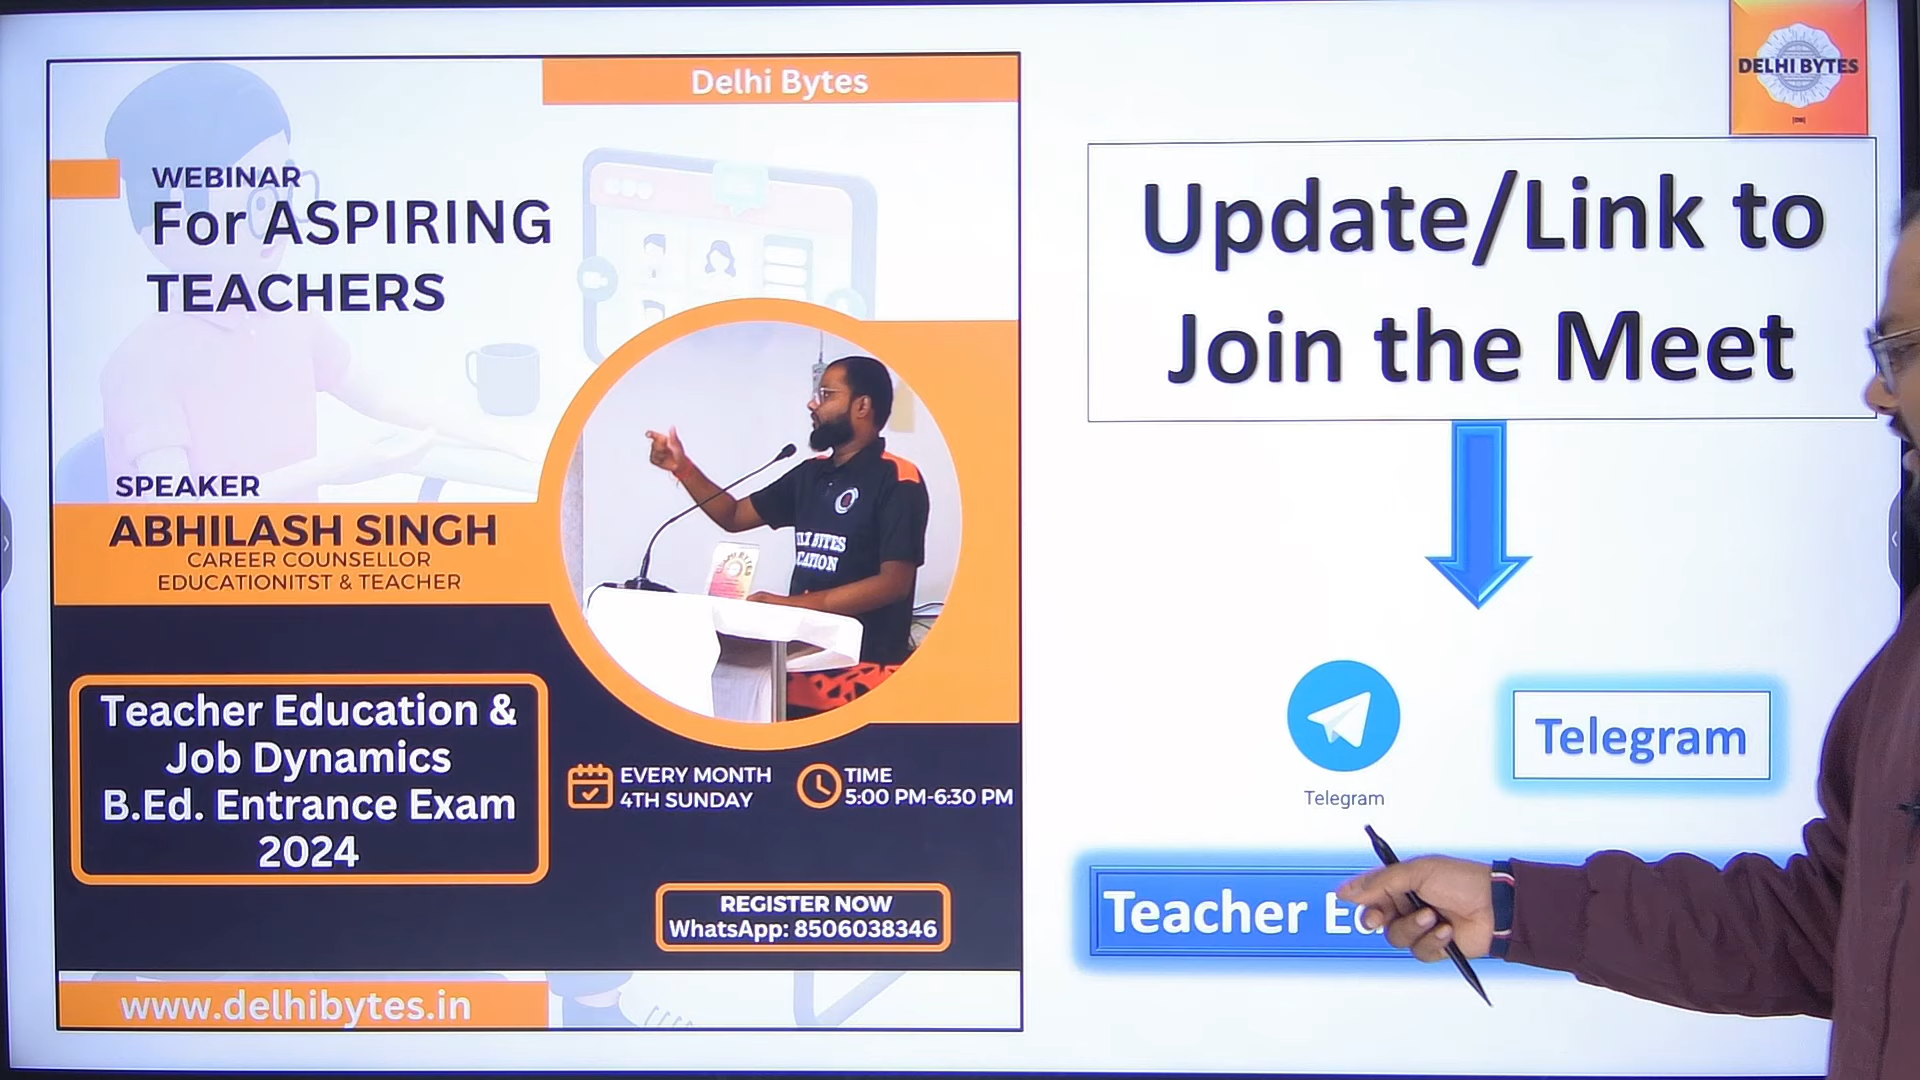 Delhi Bytes
WEBINAR
For ASPIRING
TEACHERS
SPEAKER
ABHILASH SINGH
CAREER COUNSELLOR
EDUCATIONITST & TEACHER
BYTES
CATION
Teacher Education &
Job Dynamics
B.Ed. Entrance Exam
2024
EVERY MONTH
4TH SUNDAY
TIME
5:00 PM-6:30 PM
REGISTER NOW
WhatsApp: 8506038346
www.delhibytes.in
DELHI BYTES
Update/Link to
Join the Meet
Telegram
Telegram
Teacher